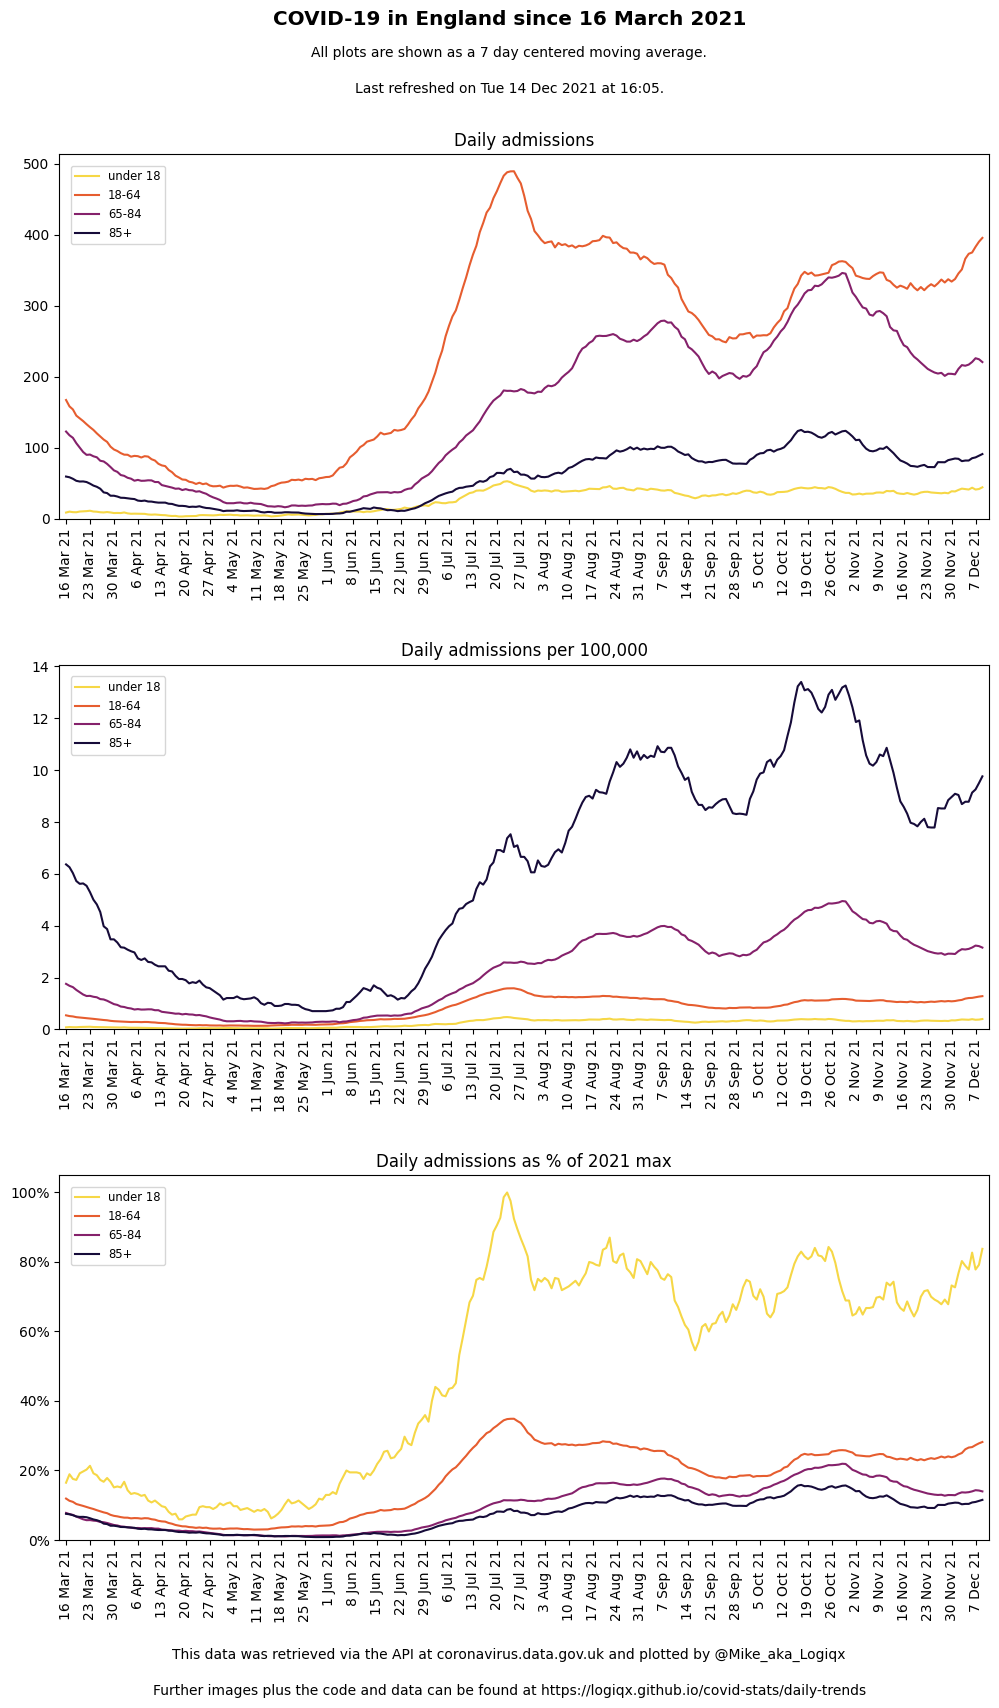 COVID-19 in England since 16 March 2021
All plots are shown as a 7 day centered moving average.
Last refreshed on Tue 14 Dec 2021 at 16:05.
Daily admissions
500
400
300
200
100
0
under 18
18-64
65-84
85+
16 Mar 21
23 Mar 21
30 Mar 21
6 Apr 21
13 Apr 21
20 Apr 21
27 Apr 21
4 May 21
11 May 21
18 May 21
25 May 21
1 Jun 21
8 Jun 21
15 Jun 21
22 Jun 21
29 Jun 21
6 Jul 21
13 Jul 21
20 Jul 21
27 Jul 21
3 Aug 21
10 Aug 21
17 Aug 21
24 Aug 21
31 Aug 21
7 Sep 21
14 Sep 21
21 Sep 21
28 Sep 21
5 Oct 21
12 Oct 21
19 Oct 21
26 Oct 21
2 Nov 21
9 Nov 21
16 Nov 21
23 Nov 21
30 Nov 21
7 Dec 21
Daily admissions per 100,000
14
12
10
8
6
4
2
0
under 18
18-64
65-84
85+
16 Mar 21
23 Mar 21
30 Mar 21
6 Apr 21
13 Apr 21
20 Apr 21
27 Apr 21
4 May 21
11 May 21
18 May 21
25 May 21
1 Jun 21
8 Jun 21
15 Jun 21
22 Jun 21
29 Jun 21
6 Jul 21
13 Jul 21
20 Jul 21
27 Jul 21
3 Aug 21
10 Aug 21
17 Aug 21
24 Aug 21
31 Aug 21
7 Sep 21
14 Sep 21
21 Sep 21
28 Sep 21
5 Oct 21
12 Oct 21
19 Oct 21
26 Oct 21
2 Nov 21
9 Nov 21
16 Nov 21
23 Nov 21
30 Nov 21
7 Dec 21
Daily admissions as % of 2021 max
100%
80%
60%
40%
20%
0%
under 18
18-64
65-84
85+
16 Mar 21
23 Mar 21
30 Mar 21
6 Apr 21
13 Apr 21
20 Apr 21
27 Apr 21
4 May 21
11 May 21
18 May 21
25 May 21
1 Jun 21
8 Jun 21
15 Jun 21
22 Jun 21
29 Jun 21
6 Jul 21
13 Jul 21
20 Jul 21
27 Jul 21
3 Aug 21
10 Aug 21
17 Aug 21
24 Aug 21
31 Aug 21
7 Sep 21
14 Sep 21
21 Sep 21
28 Sep 21
5 Oct 21
12 Oct 21
19 Oct 21
26 Oct 21
2 Nov 21
9 Nov 21
16 Nov 21
23 Nov 21
30 Nov 21
7 Dec 21
This data was retrieved via the API at coronavirus.data.gov.uk and plotted by @Mike_aka_Logiqx
Further images plus the code and data can be found at https://logiqx.github.io/covid-stats/daily-trends